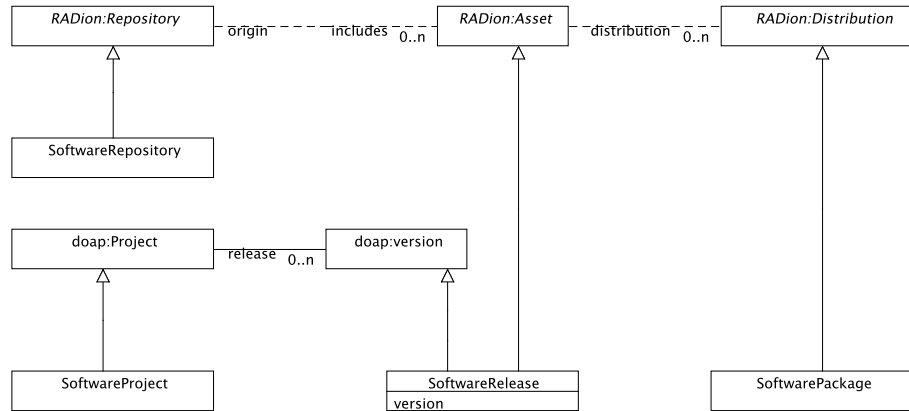 RADion:Repository
RADion:Asset
RADion:Distribution
origin
includes
0..n
distribution
0..n
SoftwareRepository
doap:Project
doap:version
release
0..n
SoftwareProject
SoftwareRelease
SoftwarePackage
version